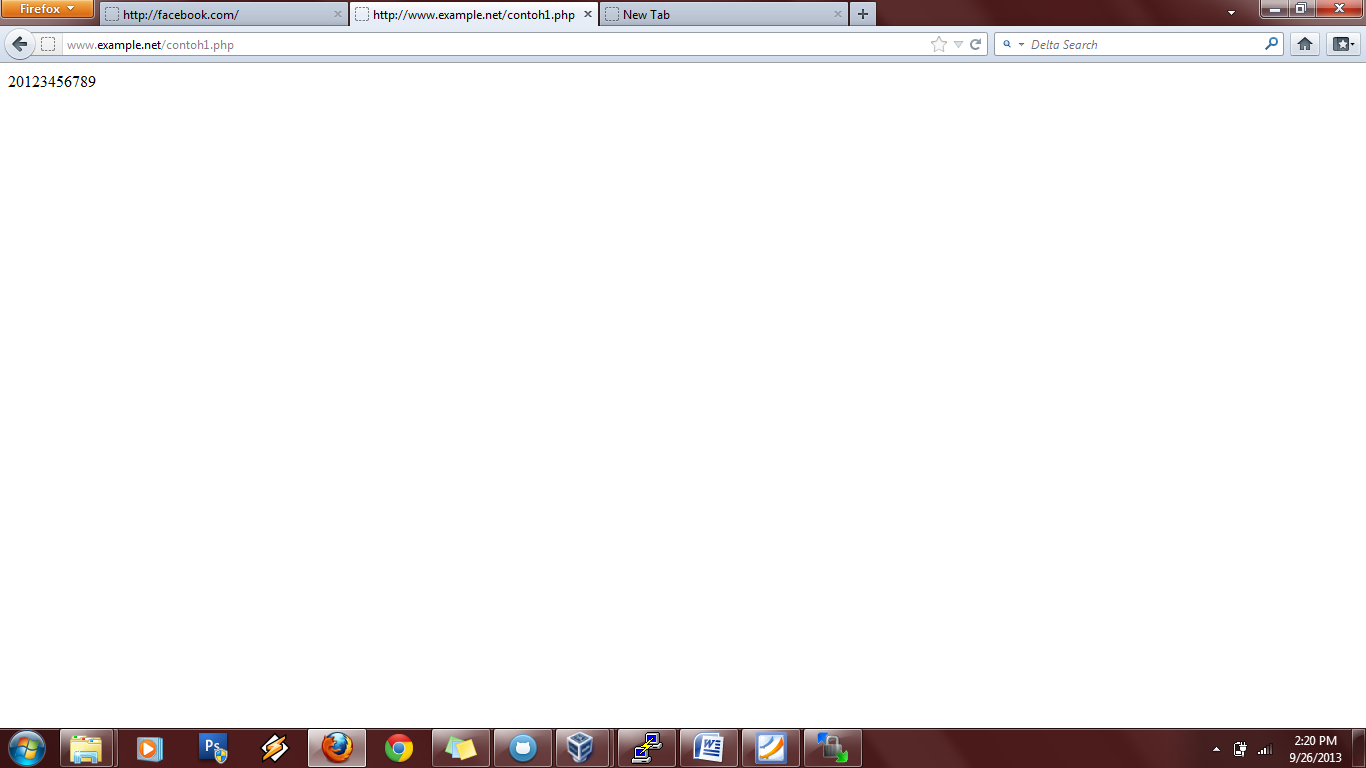 Firefox
http://facebook.com/
http://www.example.net/contoh1.php
New Tab
www.example.net/contoh1.php
Delta Search
20123456789
Ps
W
2:20 PM
9/26/2013